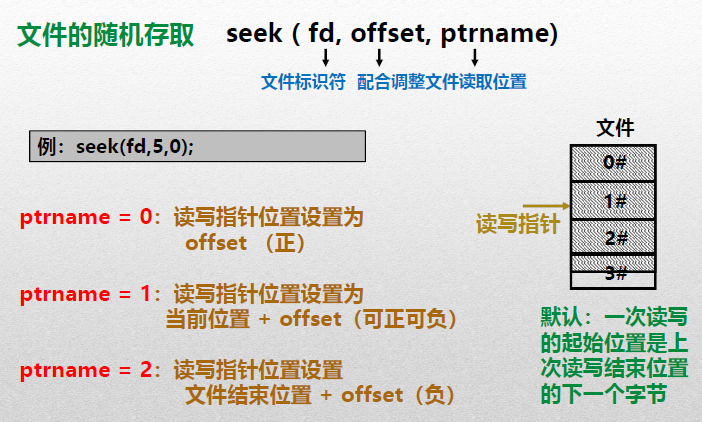 文件的随机存取 seek ( fd, offset, ptrname)
文件标识符 配合调整文件读取位置
例：seek(fd,5,0);
ptrname = 0：读写指针位置设置为
offset （正）
ptrname = 1：读写指针位置设置为
当前位置 + offset（可正可负）
ptrname = 2：读写指针位置设置
文件结束位置 + offset（负）
文件
0#
1#
2#
3#
读写指针
默认：一次读写
的起始位置是上
次读写结束位置
的下一个字节